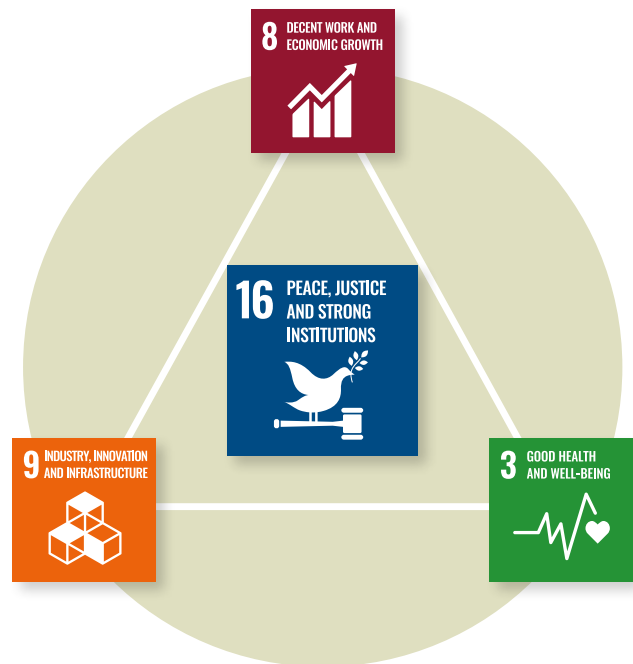 8 DECENT WORK AND
ECONOMIC GROWTH
16 PEACE, JUSTICE
AND STRONG
INSTITUTIONS
9 INDUSTRY, INNOVATION
AND INFRASTRUCTURE
3 GOOD HEALTH
AND WELL-BEING